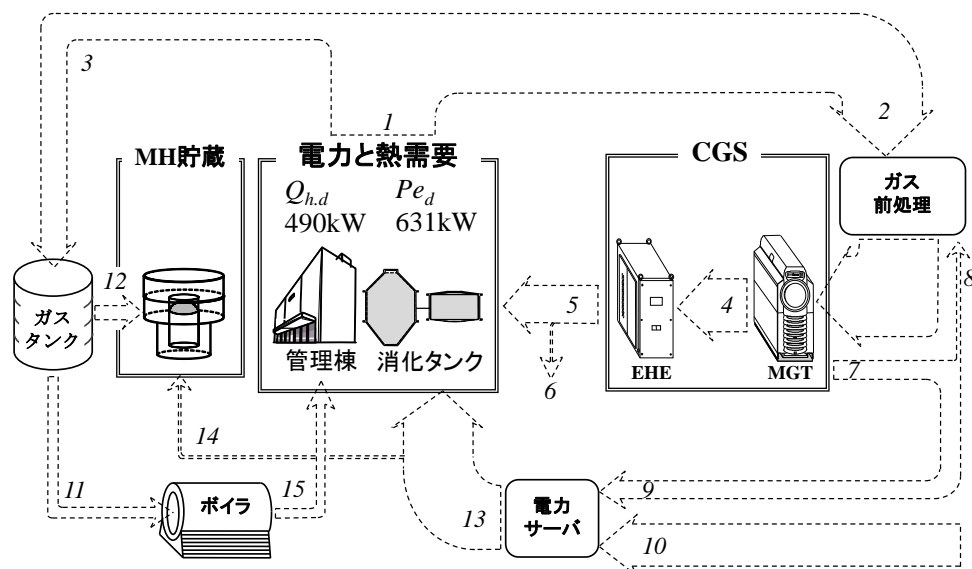 3
1
2
MH貯蔵
電力と熱需要
CGS
Qh.d
Ped
490kW
631kW
ガス
前処理
12
5
4
8
ガス
タンク
管理棟
消化タンク
6
EHE
MGT
7
14
11
ボイラ
15
13
電力
サーバ
9
10